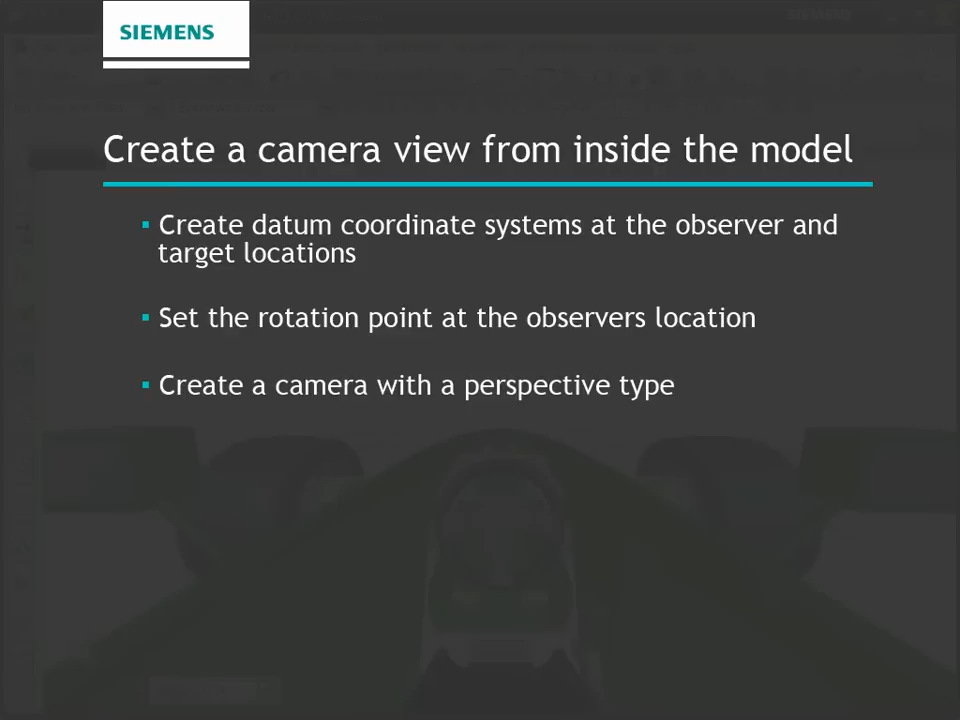 SIEMENS
Create a camera view from inside the model
▪ Create datum coordinate systems at the observer and
target locations
▪ Set the rotation point at the observers location
▪ Create a camera with a perspective type